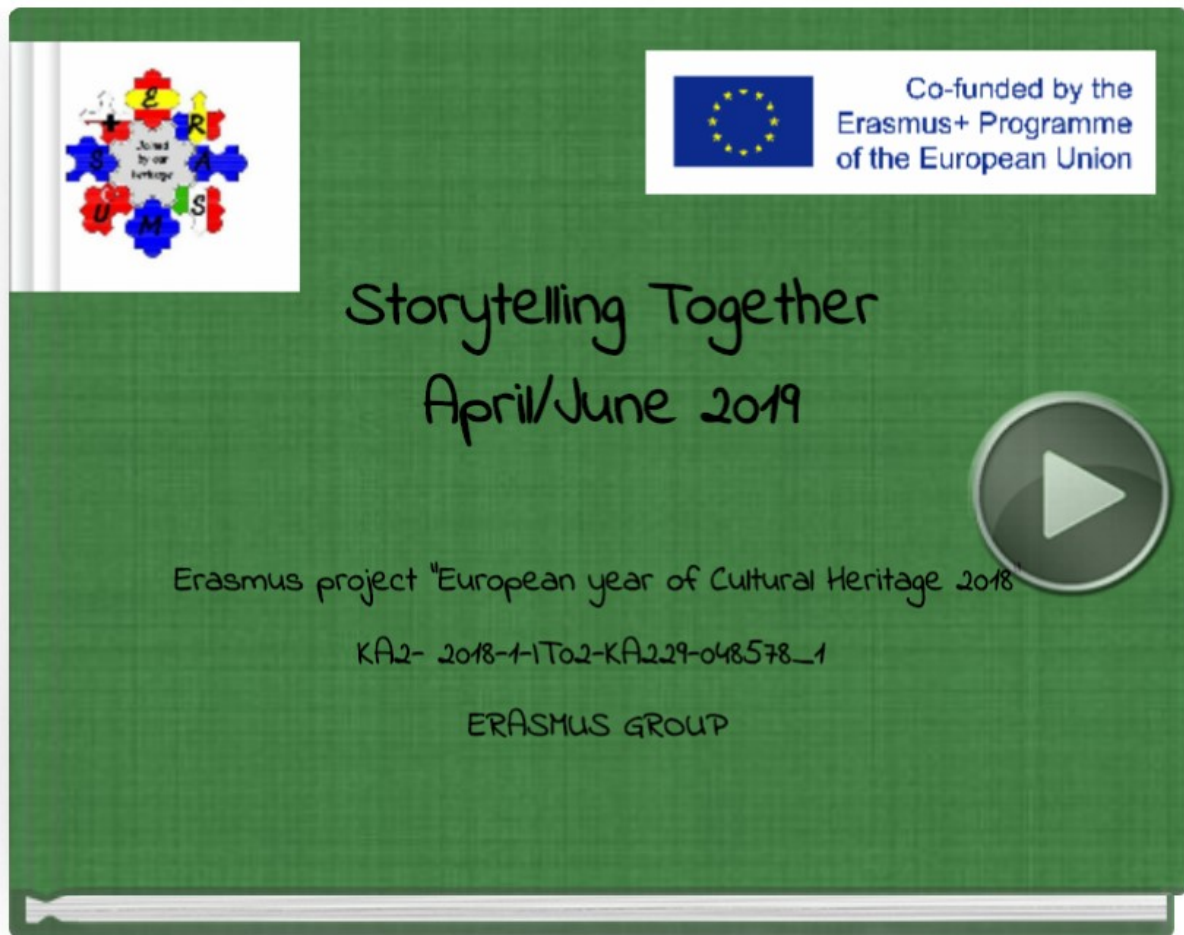 E
+ R
Joined
by our
heritage
S A
U S
M
Co-funded by the
Erasmus+ Programme
of the European Union
Storytelling Together
April/June 2019
Erasmus project "European year of Cultural Heritage 2018"
KA2- 2018-1-IT02-KA229-048578_1
ERASMUS GROUP